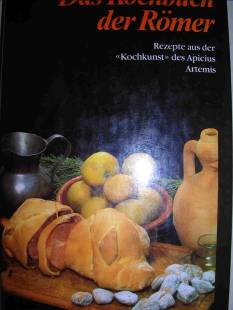 Das Kochbuch
der Römer
Rezepte aus der
«Kochkunst» des Apicius
Artemis